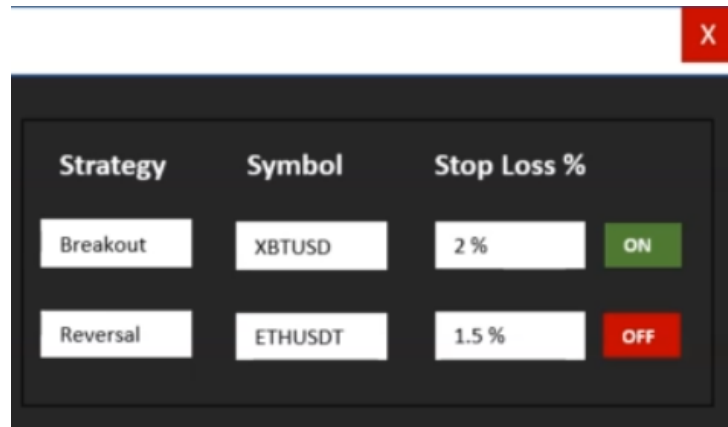 X
Strategy Symbol Stop Loss %
Breakout XBTUSD 2 % ON
Reversal ETHUSDT 1.5 % OFF